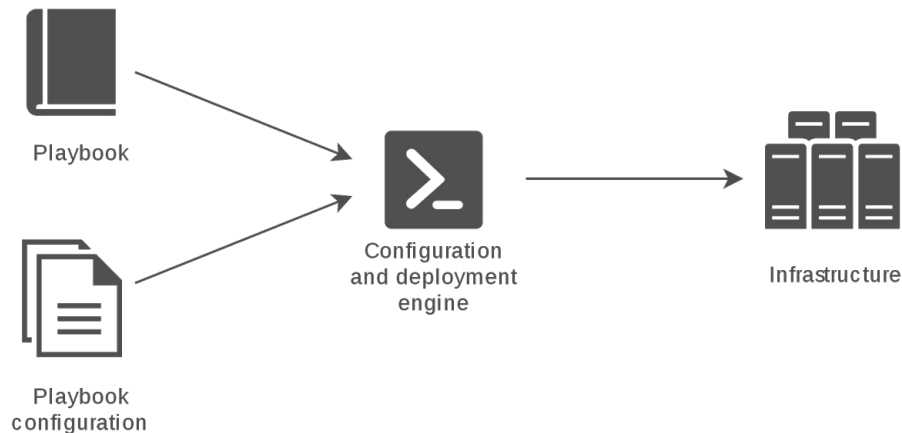 Playbook
Configuration
and deployment
engine
Infrastructure
Playbook
configuration